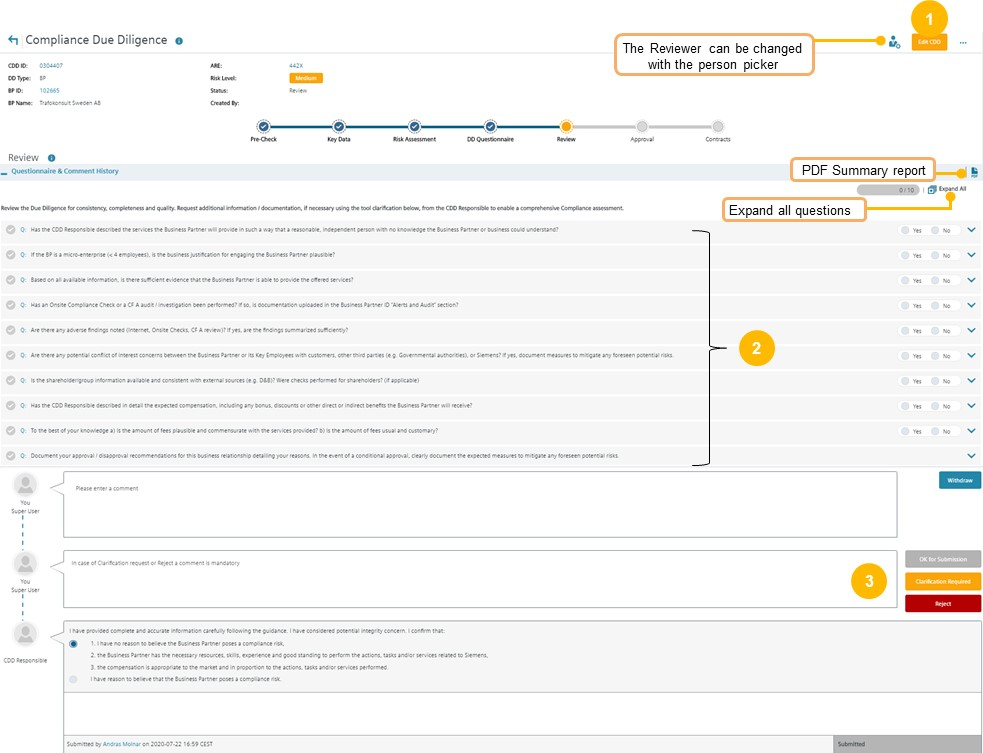 1
Compliance Due Diligence
Edit CDD
The Reviewer can be changed
with the person picker
CDD ID: 0304407
ARE: 442X
DD Type: BP
Risk Level: Medium
BP ID: 102665
Status: Review
BP Name: Trafokonsult Sweden AB
Created By:
Pre-Check
Key Data
Risk Assessment
DD Questionnaire
Review
Approval
Contracts
Review
Questionnaire & Comment History
PDF Summary report
0 / 10 | Expand All
Expand all questions
Review the Due Diligence for consistency, completeness and quality. Request additional information / documentation, if necessary using the tool clarification below, from the CDD Responsible to enable a comprehensive Compliance assessment.
Q: Has the CDD Responsible described the services the Business Partner will provide in such a way that a reasonable, independent person with no knowledge the Business Partner or business could understand? Yes No
Q: If the BP is a micro-enterprise (< 4 employees), is the business justification for engaging the Business Partner plausible? Yes No
Q: Based on all available information, is there sufficient evidence that the Business Partner is able to provide the offered services? Yes No
Q: Has an Onsite Compliance Check or a CF A audit / investigation been performed? If so, is documentation uploaded in the Business Partner ID "Alerts and Audit" section? Yes No
Q: Are there any adverse findings noted (Internet, Onsite Checks, CF A review)? If yes, are the findings summarized sufficiently? Yes No
Q: Are there any potential conflict of interest concerns between the Business Partner or its Key Employees with customers, other third parties (e.g. Governmental authorities), or Siemens? If yes, document measures to mitigate any foreseen potential risks. Yes No
2
Q: Is the shareholder/group information available and consistent with external sources (e.g. D&B)? Were checks performed for shareholders? (if applicable) Yes No
Q: Has the CDD Responsible described in detail the expected compensation, including any bonus, discounts or other direct or indirect benefits the Business Partner will receive? Yes No
Q: To the best of your knowledge a) Is the amount of fees plausible and commensurate with the services provided? b) Is the amount of fees usual and customary? Yes No
Q: Document your approval / disapproval recommendations for this business relationship detailing your reasons. In the event of a conditional approval, clearly document the expected measures to mitigate any foreseen potential risks.
You
Super User
Please enter a comment
Withdraw
You
Super User
In case of Clarification request or Reject a comment is mandatory
3
OK for Submission
Clarification Required
Reject
CDD Responsible
I have provided complete and accurate information carefully following the guidance. I have considered potential integrity concern. I confirm that:
1. I have no reason to believe the Business Partner poses a compliance risk,
2. the Business Partner has the necessary resources, skills, experience and good standing to perform the actions, tasks and/or services related to Siemens,
3. the compensation is appropriate to the market and in proportion to the actions, tasks and/or services performed.
I have reason to believe that the Business Partner poses a compliance risk.
Submitted by Andras Molnar on 2020-07-22 16:59 CEST
Submitted